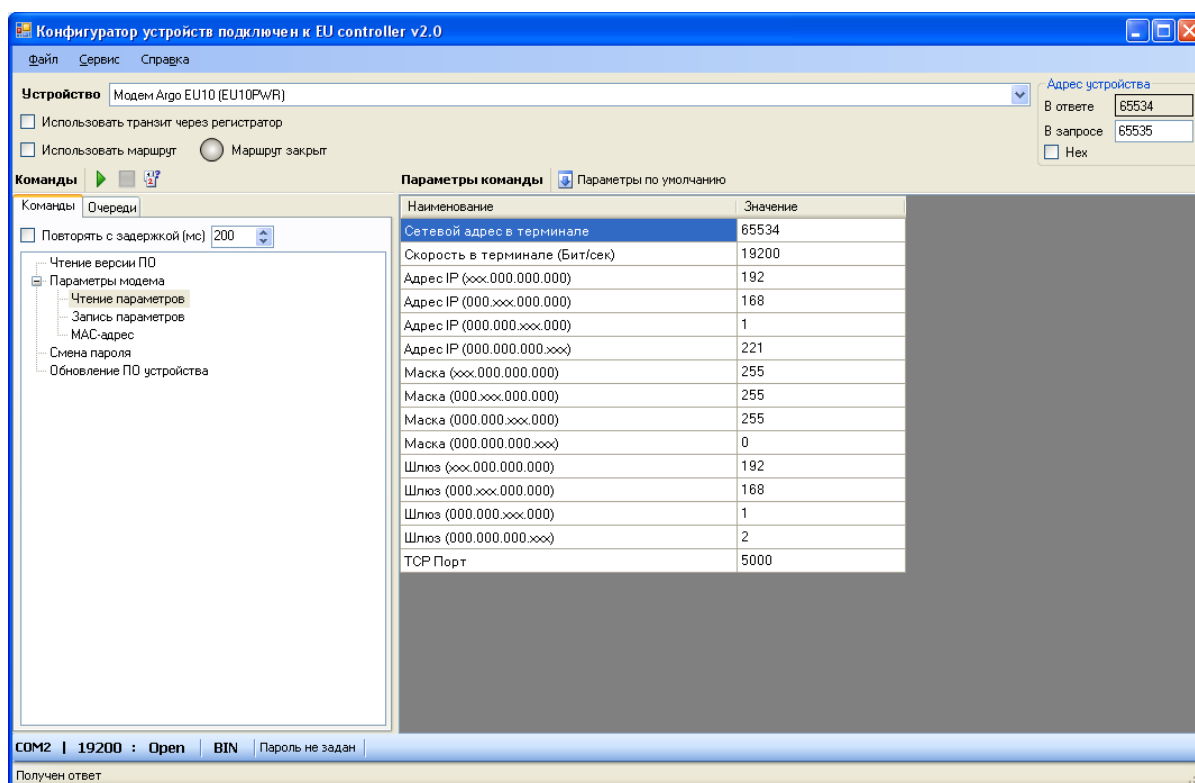 Конфигуратор устройств подключен к EU controller v2.0
Файл Сервис Справка
Устройство Модем Argo EU10 (EU10PWR)
Адрес устройства
В ответе 65534
Использовать транзит через регистратор
В запросе 65535
Использовать маршрут Маршрут закрыт
Hex
Команды Параметры команды Параметры по умолчанию
Команды Очереди
Наименование Значение
Повторять с задержкой (мс) 200
Чтение версии ПО
Параметры модема
Чтение параметров
Запись параметров
MAC-адрес
Смена пароля
Обновление ПО устройства
Сетевой адрес в терминале 65534
Скорость в терминале (Бит/сек) 19200
Адрес IP (xxx.000.000.000) 192
Адрес IP (000.xxx.000.000) 168
Адрес IP (000.000.xxx.000) 1
Адрес IP (000.000.000.xxx) 221
Маска (xxx.000.000.000) 255
Маска (000.xxx.000.000) 255
Маска (000.000.xxx.000) 255
Маска (000.000.000.xxx) 0
Шлюз (xxx.000.000.000) 192
Шлюз (000.xxx.000.000) 168
Шлюз (000.000.xxx.000) 1
Шлюз (000.000.000.xxx) 2
TCP Порт 5000
COM2 | 19200 : Open BIN Пароль не задан
Получен ответ